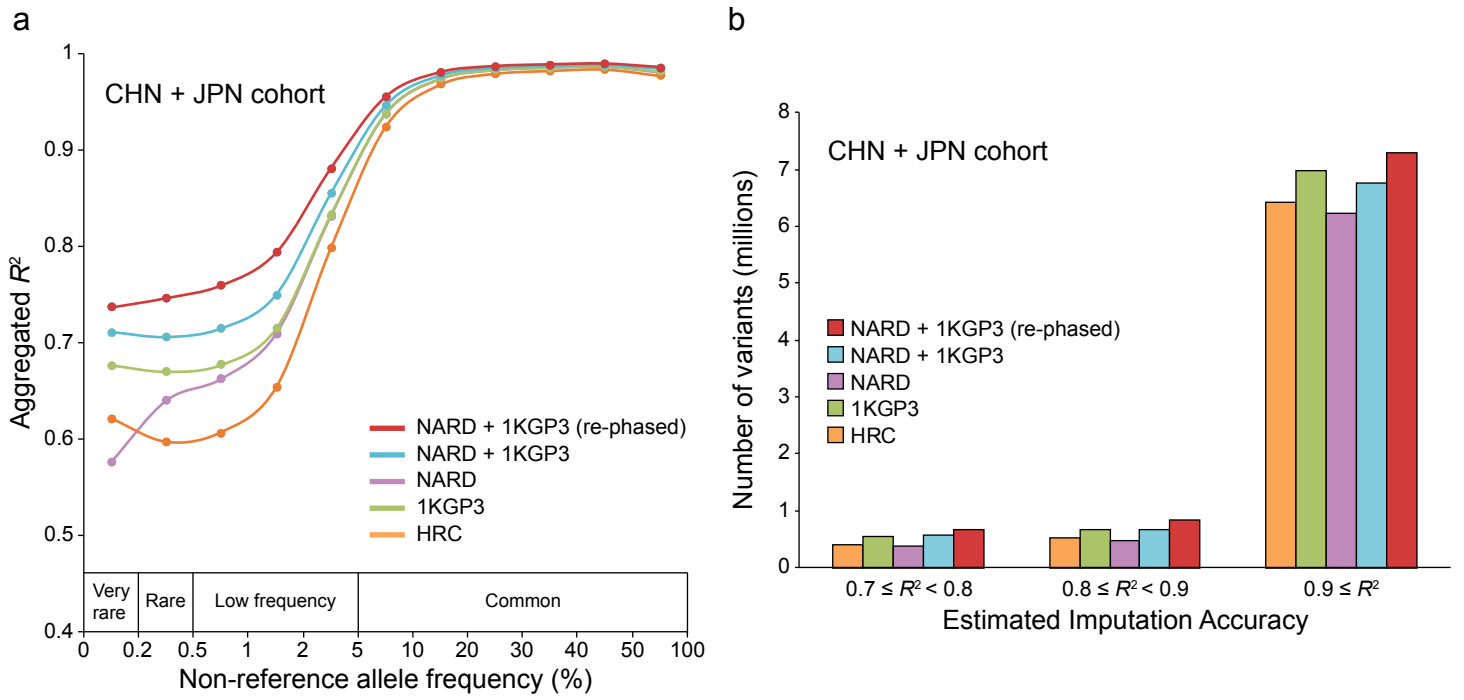 a
CHN + JPN cohort
Aggregated R²
1
0.9
0.8
0.7
0.6
0.5
0.4
NARD + 1KGP3 (re-phased)
NARD + 1KGP3
NARD
1KGP3
HRC
Very rare
Rare
Low frequency
Common
0 0.2 0.5 1 2 5 10 20 30 40 50 100
Non-reference allele frequency (%)
b
CHN + JPN cohort
Number of variants (millions)
8
7
6
5
4
3
2
1
0
NARD + 1KGP3 (re-phased)
NARD + 1KGP3
NARD
1KGP3
HRC
0.7 ≤ R² < 0.8
0.8 ≤ R² < 0.9
0.9 ≤ R²
Estimated Imputation Accuracy